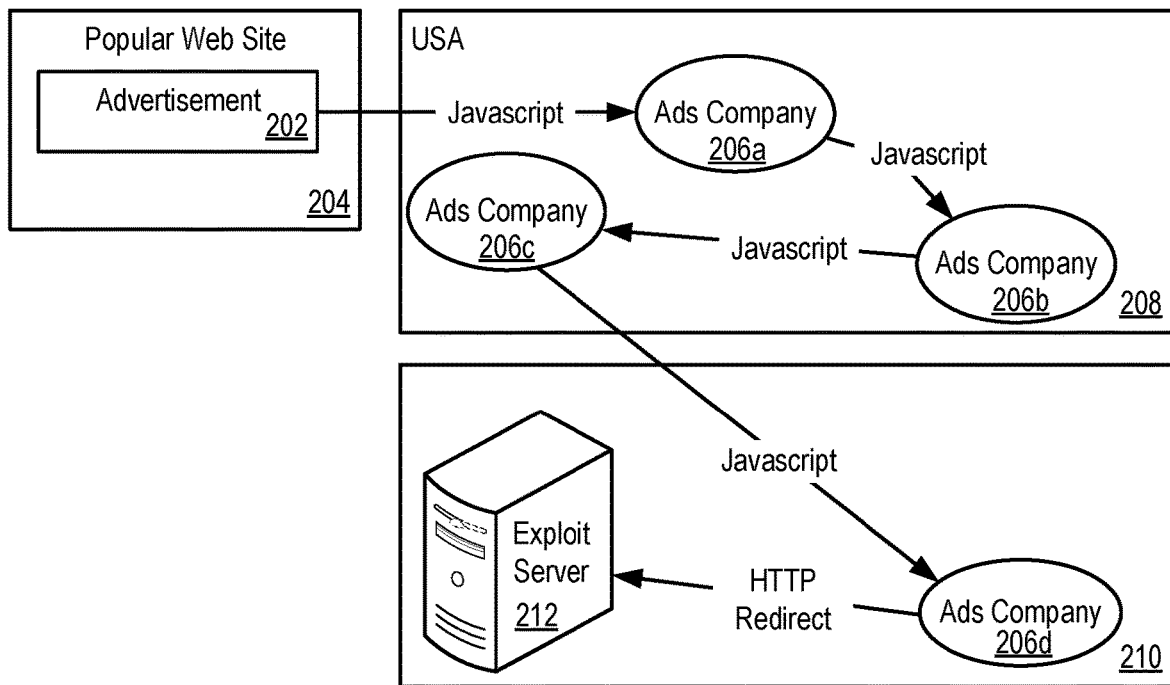 Popular Web Site
Advertisement
202
204
USA
Javascript
Ads Company
206a
Javascript
Ads Company
206b
Javascript
Ads Company
206c
208
Javascript
Ads Company
206d
HTTP
Redirect
Exploit
Server
212
210